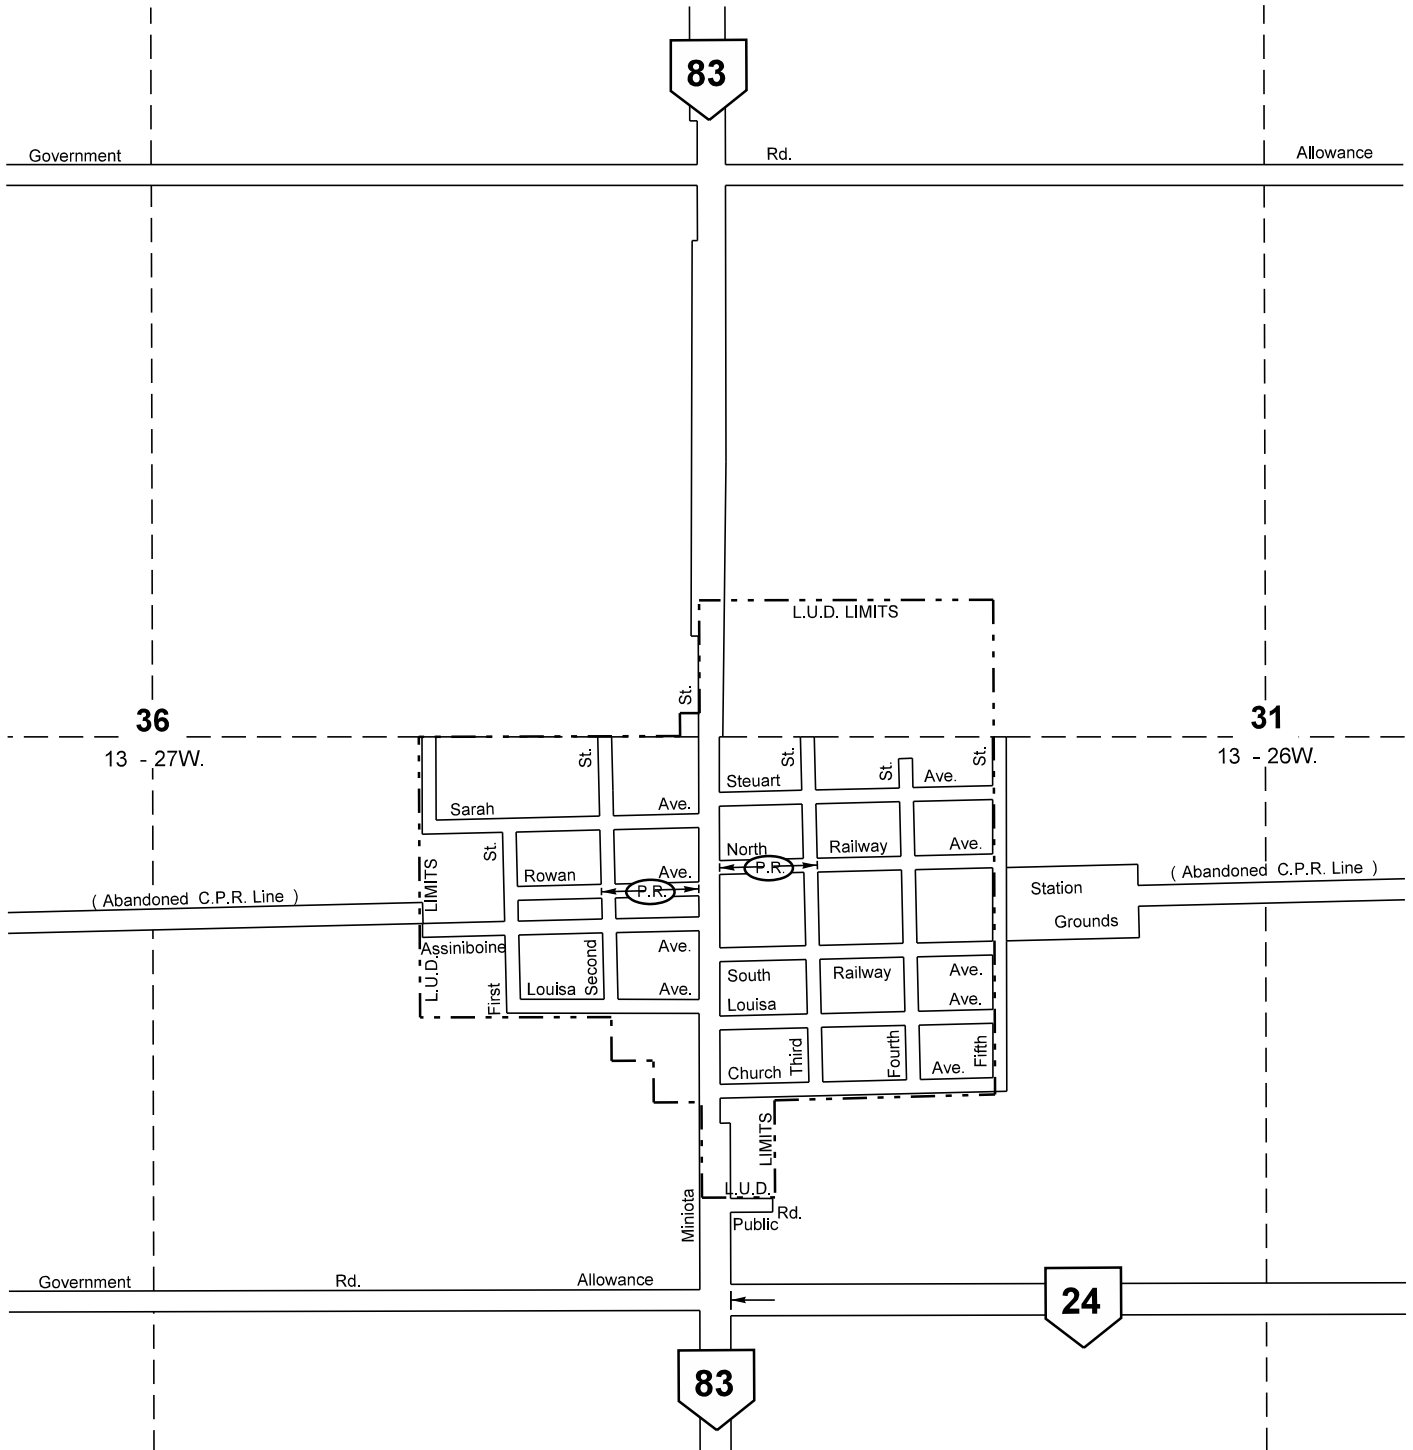 83
Government Rd. Allowance
L.U.D. LIMITS
St.
36
31
13 - 27W.
13 - 26W.
St.
St.
St.
St.
Steuart Ave.
Sarah Ave.
North Railway Ave.
St.
Rowan Ave.
P.R.
P.R.
( Abandoned C.P.R. Line )
( Abandoned C.P.R. Line )
Station
Grounds
L.U.D. LIMITS
Assiniboine Ave.
South Railway Ave.
Louisa Ave.
Louisa Ave.
First
Second
Third
Fourth
Fifth
Church Ave.
L.U.D. LIMITS
Miniota
Public Rd.
Government Rd. Allowance
24
83